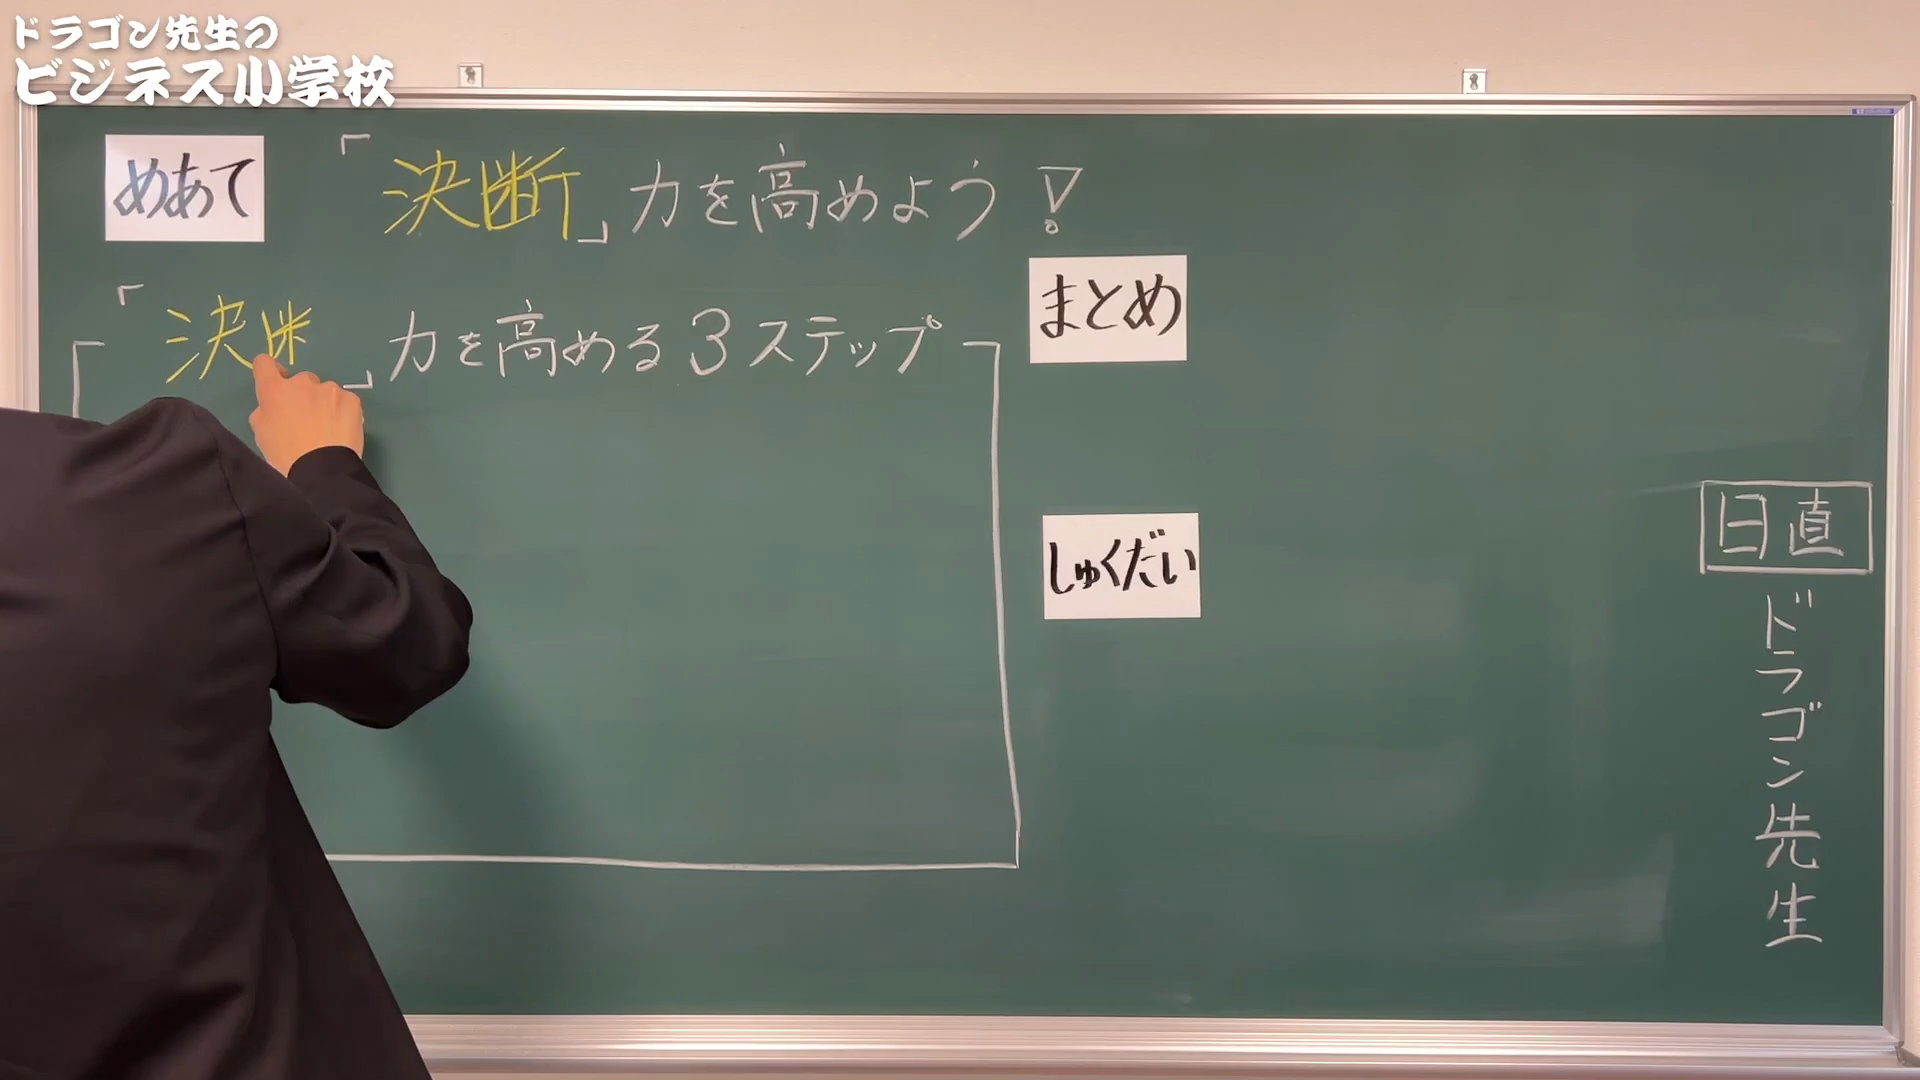 ドラゴン先生の
ビジネス小学校
めあて
「決断」力を高めよう!
「決断」力を高める3ステップ
まとめ
しゅくだい
日直
ドラゴン先生